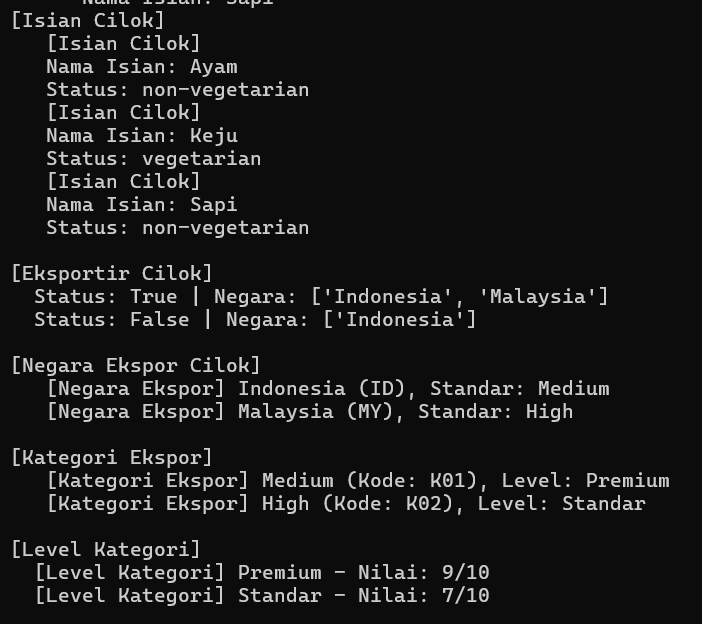 Nama Isian: Sapi
[Isian Cilok]
[Isian Cilok]
Nama Isian: Ayam
Status: non-vegetarian
[Isian Cilok]
Nama Isian: Keju
Status: vegetarian
[Isian Cilok]
Nama Isian: Sapi
Status: non-vegetarian
[Eksportir Cilok]
Status: True | Negara: ['Indonesia', 'Malaysia']
Status: False | Negara: ['Indonesia']
[Negara Ekspor Cilok]
[Negara Ekspor] Indonesia (ID), Standar: Medium
[Negara Ekspor] Malaysia (MY), Standar: High
[Kategori Ekspor]
[Kategori Ekspor] Medium (Kode: K01), Level: Premium
[Kategori Ekspor] High (Kode: K02), Level: Standar
[Level Kategori]
[Level Kategori] Premium - Nilai: 9/10
[Level Kategori] Standar - Nilai: 7/10